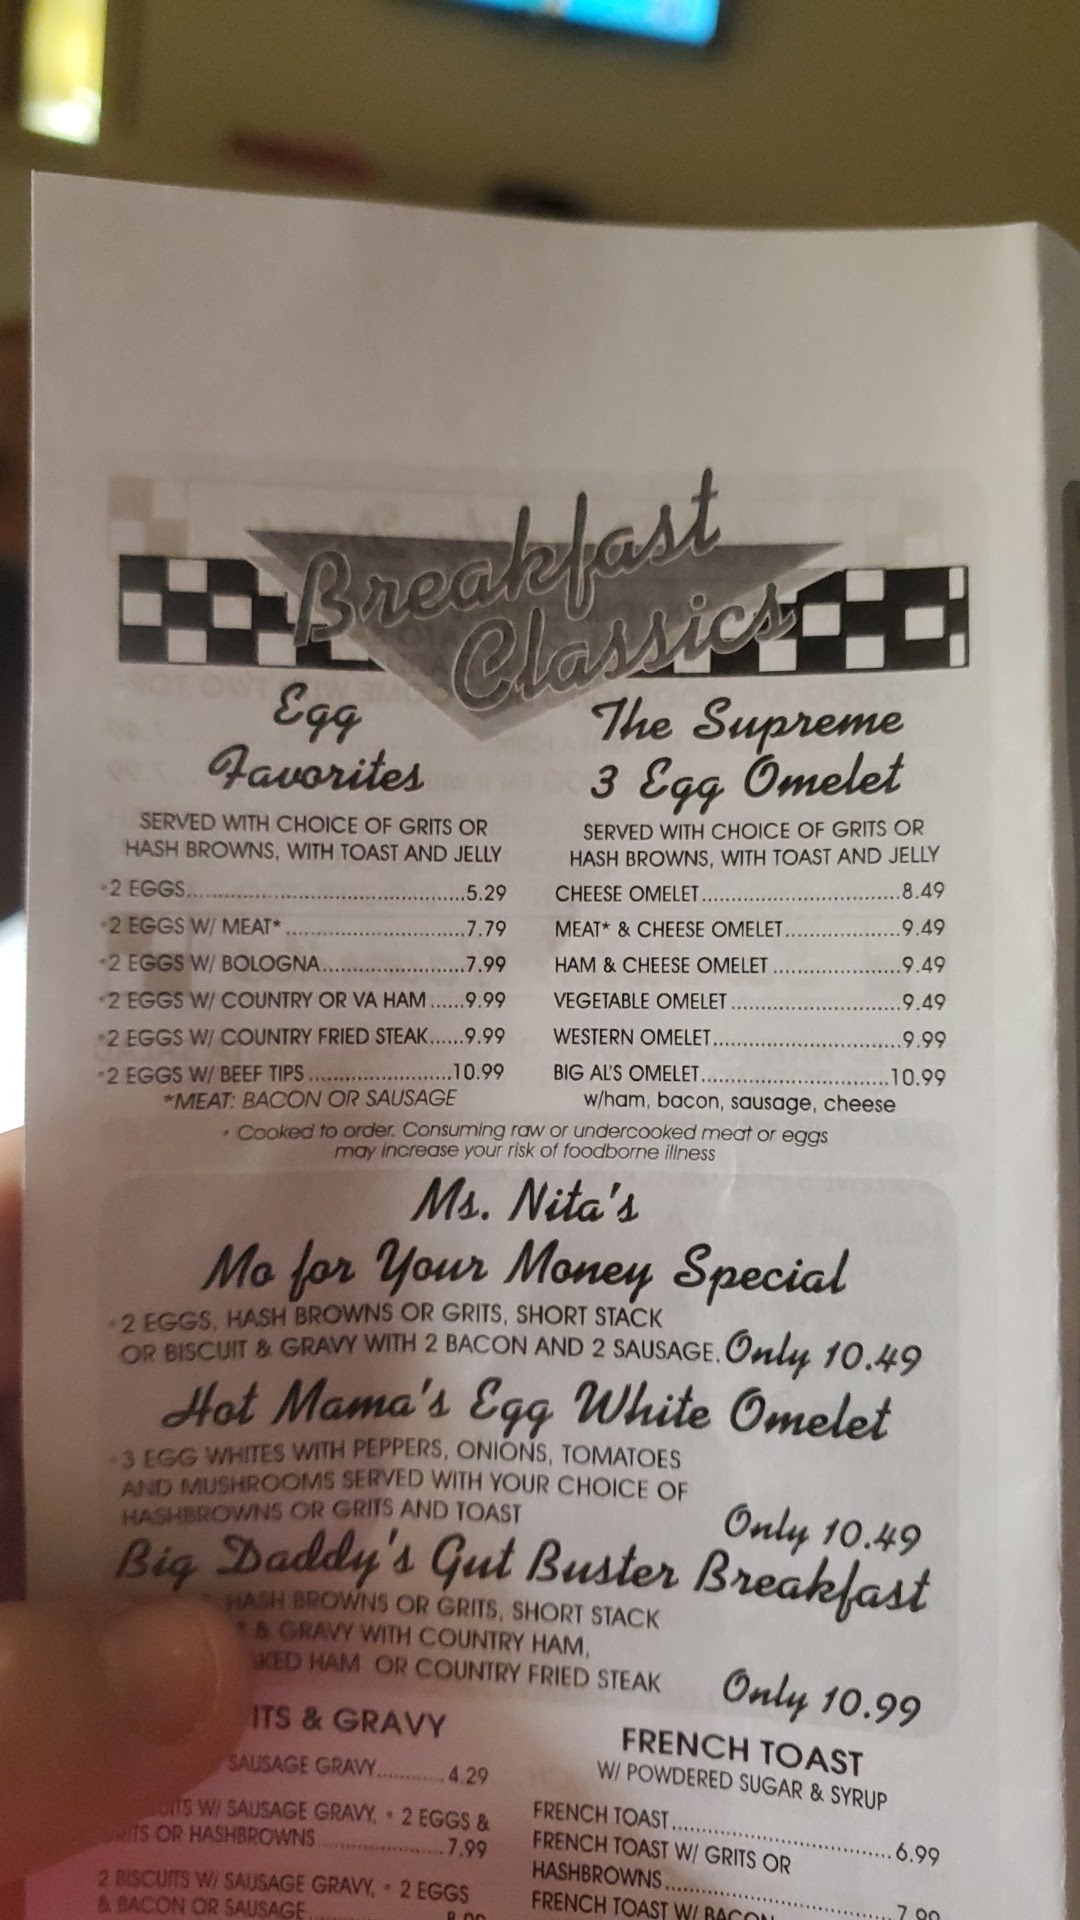 Breakfast
Classics
Egg
Favorites
SERVED WITH CHOICE OF GRITS OR
HASH BROWNS, WITH TOAST AND JELLY
•2 EGGS..........................................5.29
•2 EGGS W/ MEAT*..........................7.79
•2 EGGS W/ BOLOGNA.....................7.99
•2 EGGS W/ COUNTRY OR VA HAM......9.99
•2 EGGS W/ COUNTRY FRIED STEAK......9.99
•2 EGGS W/ BEEF TIPS.....................10.99
*MEAT: BACON OR SAUSAGE
The Supreme
3 Egg Omelet
SERVED WITH CHOICE OF GRITS OR
HASH BROWNS, WITH TOAST AND JELLY
CHEESE OMELET..............................8.49
MEAT* & CHEESE OMELET.................9.49
HAM & CHEESE OMELET...................9.49
VEGETABLE OMELET.........................9.49
WESTERN OMELET............................9.99
BIG AL'S OMELET............................10.99
w/ham, bacon, sausage, cheese
• Cooked to order. Consuming raw or undercooked meat or eggs
may increase your risk of foodborne illness
Ms. Nita's
Mo for Your Money Special
•2 EGGS, HASH BROWNS OR GRITS, SHORT STACK
OR BISCUIT & GRAVY WITH 2 BACON AND 2 SAUSAGE. Only 10.49
Hot Mama's Egg White Omelet
•3 EGG WHITES WITH PEPPERS, ONIONS, TOMATOES
AND MUSHROOMS SERVED WITH YOUR CHOICE OF
HASHBROWNS OR GRITS AND TOAST
Only 10.49
Big Daddy's Gut Buster Breakfast
HASH BROWNS OR GRITS, SHORT STACK
& GRAVY WITH COUNTRY HAM,
HAM OR COUNTRY FRIED STEAK
Only 10.99
& GRAVY
SAUSAGE GRAVY...........4.29
W/ SAUSAGE GRAVY, • 2 EGGS &
OR HASHBROWNS....................7.99
2 BISCUITS W/ SAUSAGE GRAVY, • 2 EGGS
& BACON OR SAUSAGE
FRENCH TOAST
W/ POWDERED SUGAR & SYRUP
FRENCH TOAST.................................6.99
FRENCH TOAST W/ GRITS OR
HASHBROWNS..................................7.99
FRENCH TOAST W/ BACON